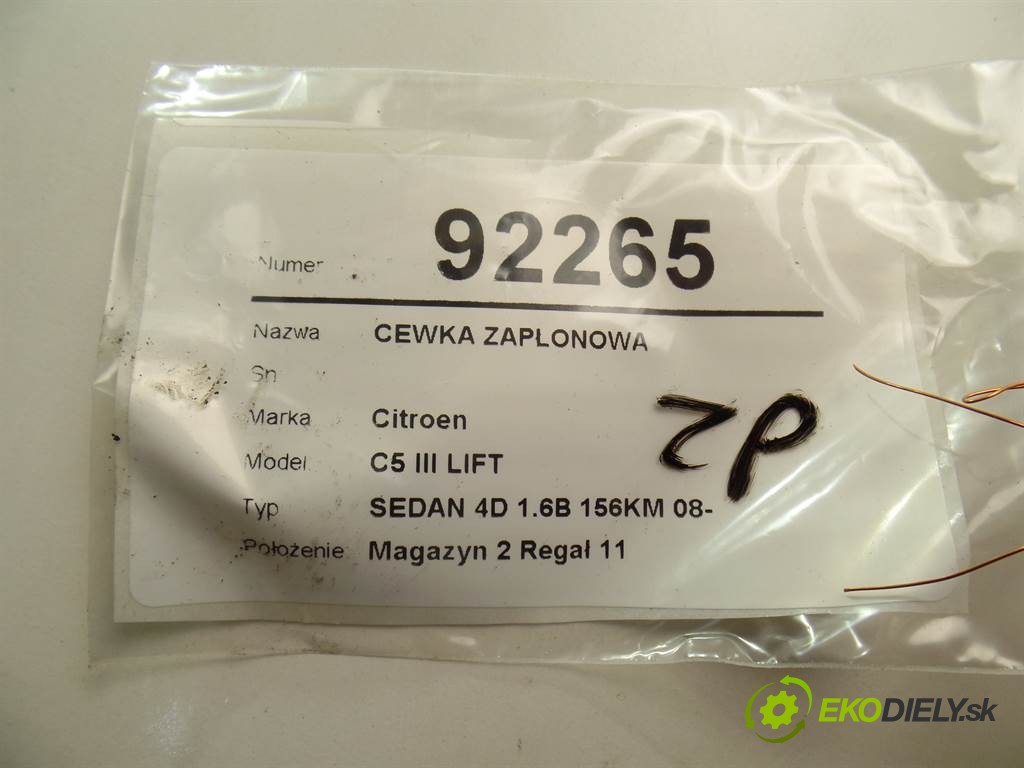 Numer 92265
Nazwa CEWKA ZAPLONOWA
Sn
Marka Citroen
Model C5 III LIFT
ZP
Typ SEDAN 4D 1.6B 156KM 08-
Położenie Magazyn 2 Regał 11
EKODIELY.sk